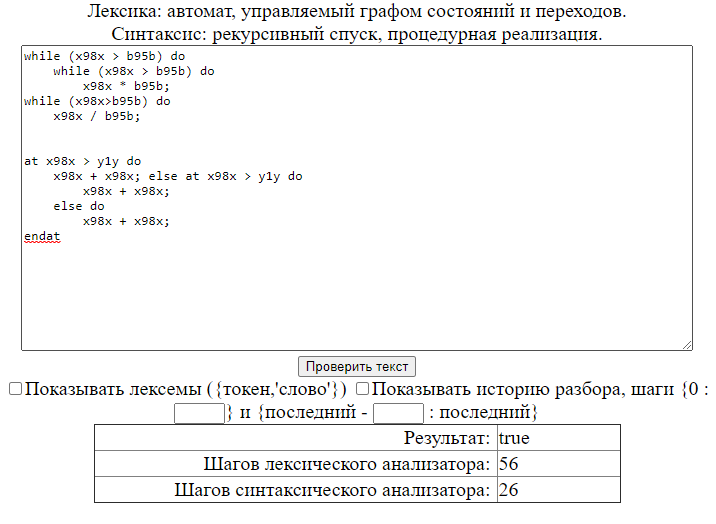 Лексика: автомат, управляемый графом состояний и переходов.
Синтаксис: рекурсивный спуск, процедурная реализация.
while (x98x > b95b) do
    while (x98x > b95b) do
        x98x * b95b;
while (x98x>b95b) do
    x98x / b95b;
at x98x > y1y do
    x98x + x98x; else at x98x > y1y do
        x98x + x98x;
    else do
        x98x + x98x;
endat
Проверить текст
Показывать лексемы ({токен,'слово'}) Показывать историю разбора, шаги {0 :
} и {последний - : последний}
Результат: true
Шагов лексического анализатора: 56
Шагов синтаксического анализатора: 26